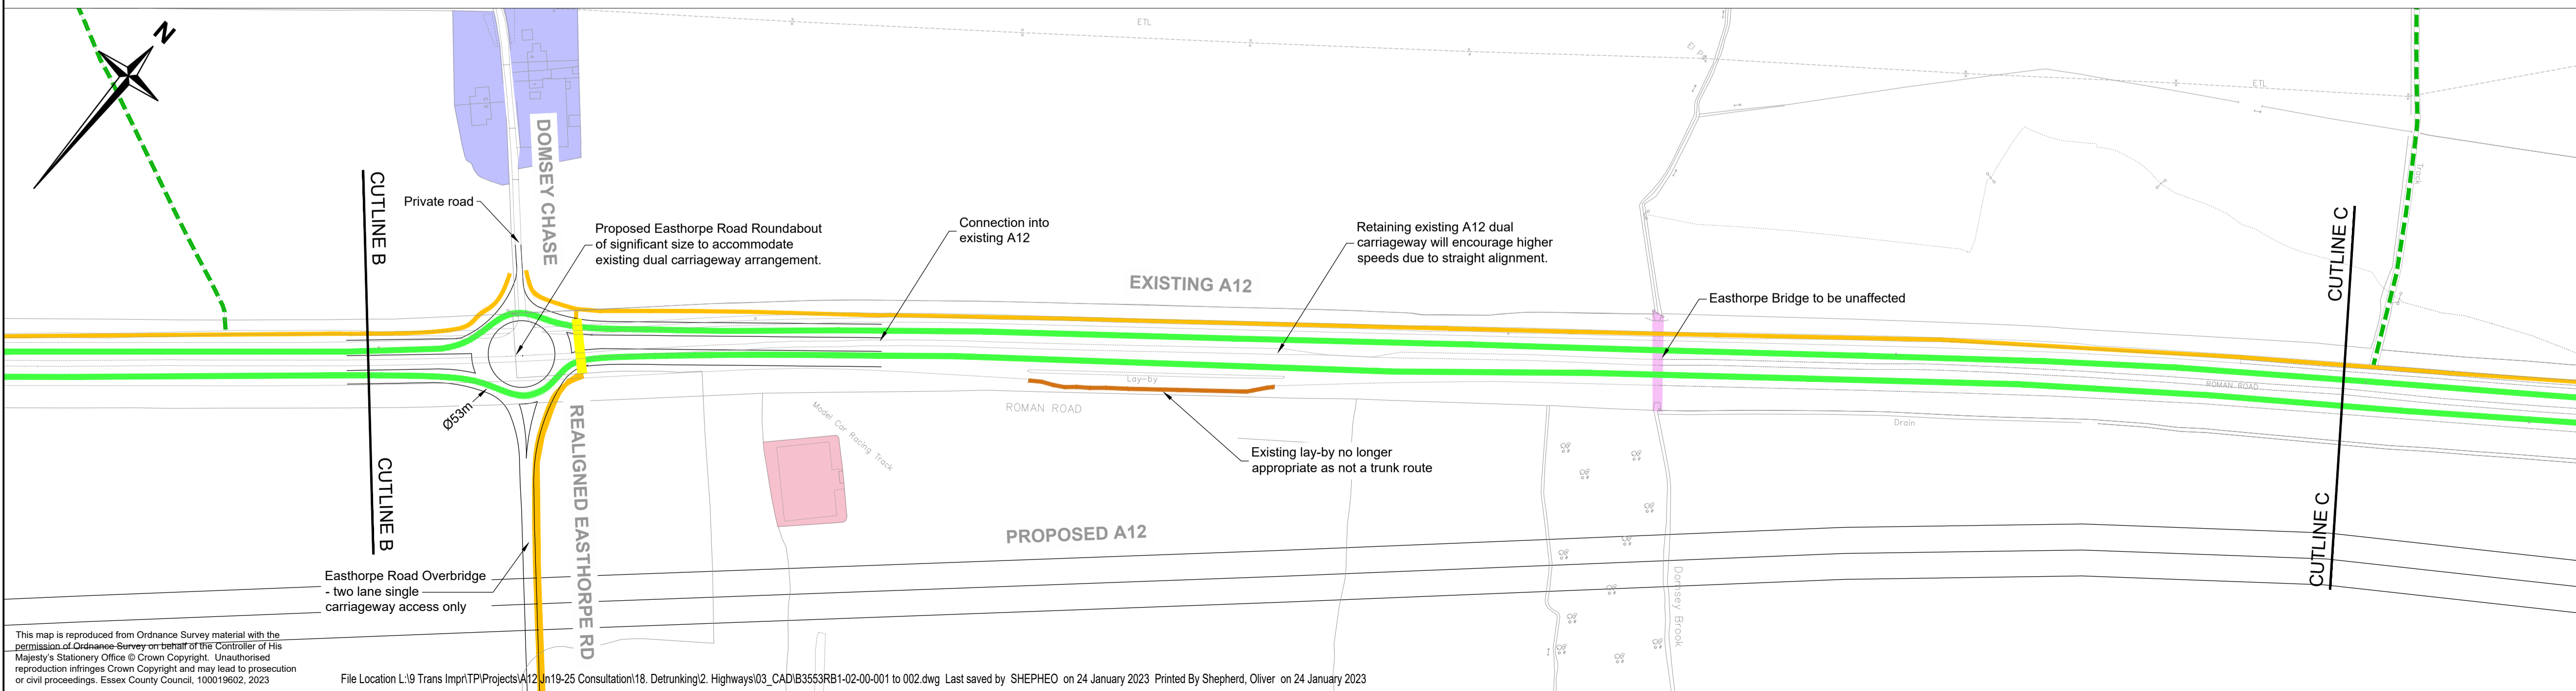 N
ETL
El P
ETL
Track
CUTLINE B
Private road
DOMSEY CHASE
Proposed Easthorpe Road Roundabout
of significant size to accommodate
existing dual carriageway arrangement.
Connection into
existing A12
EXISTING A12
Retaining existing A12 dual
carriageway will encourage higher
speeds due to straight alignment.
Easthorpe Bridge to be unaffected
CUTLINE C
Ø53m
Lay-by
ROMAN ROAD
ROMAN ROAD
Model Car Racing Track
Drain
CUTLINE B
REALIGNED EASTHORPE RD
Existing lay-by no longer
appropriate as not a trunk route
PROPOSED A12
CUTLINE C
Domsey Brook
Easthorpe Road Overbridge
- two lane single
carriageway access only
This map is reproduced from Ordnance Survey material with the
permission of Ordnance Survey on behalf of the Controller of His
Majesty's Stationery Office © Crown Copyright. Unauthorised
reproduction infringes Crown Copyright and may lead to prosecution
or civil proceedings. Essex County Council, 100019602, 2023
File Location L:\9 Trans Impr\TP\Projects\A12 Jn19-25 Consultation\18. Detrunking\2. Highways\03_CAD\B3553RB1-02-00-001 to 002.dwg Last saved by SHEPHEO on 24 January 2023 Printed By Shepherd, Oliver on 24 January 2023